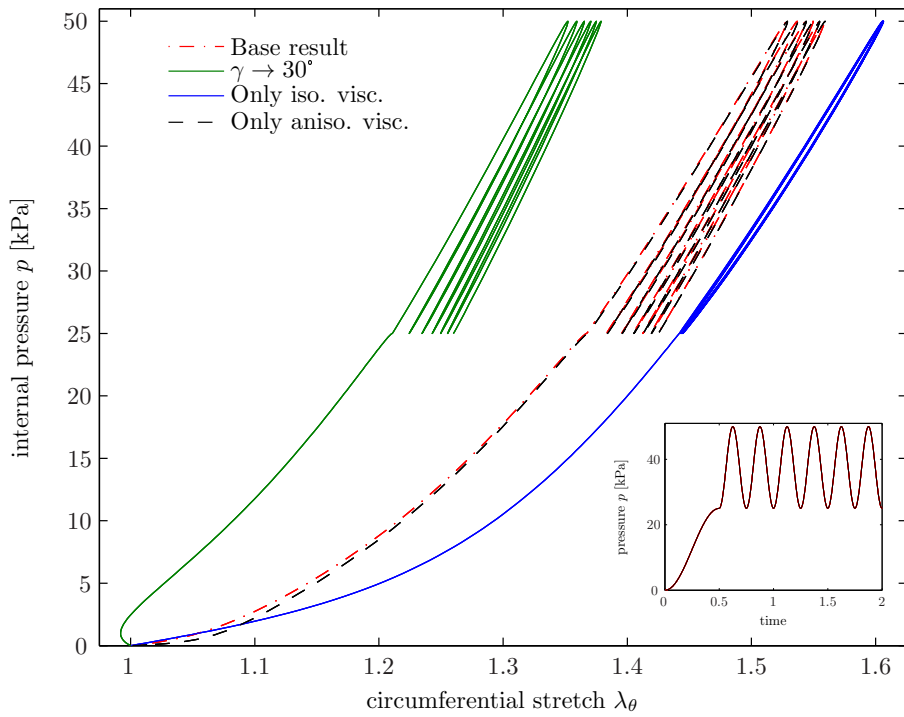 50
45
40
35
30
25
20
15
10
5
0
internal pressure p [kPa]
Base result
γ → 30°
Only iso. visc.
Only aniso. visc.
40
20
0
pressure p [kPa]
0 0.5 1 1.5 2
time
1 1.1 1.2 1.3 1.4 1.5 1.6
circumferential stretch λ_θ